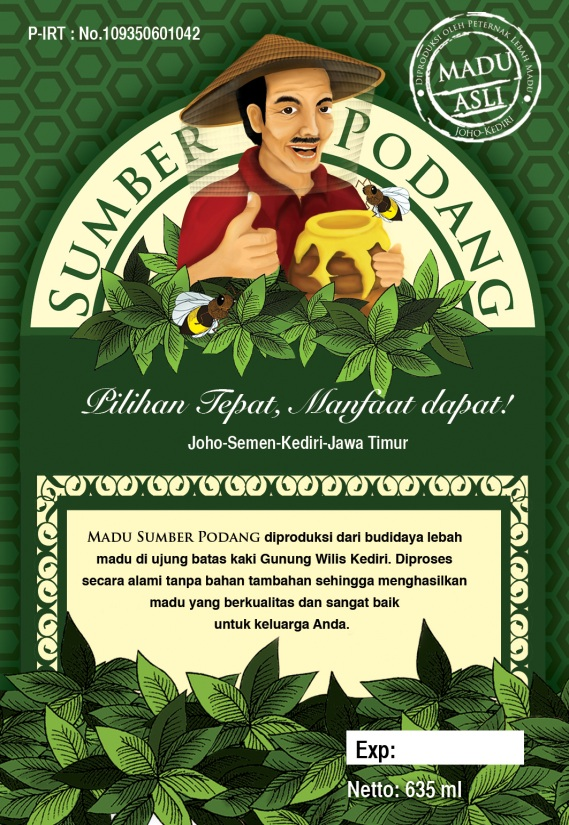 P-IRT : No.109350601042
DIPRODUKSI OLEH PETERNAK LEBAH MADU
MADU
ASLI
JOHO-KEDIRI
SUMBER PODANG
Pilihan Tepat, Manfaat dapat!
Joho-Semen-Kediri-Jawa Timur
MADU SUMBER PODANG diproduksi dari budidaya lebah
madu di ujung batas kaki Gunung Wilis Kediri. Diproses
secara alami tanpa bahan tambahan sehingga menghasilkan
madu yang berkualitas dan sangat baik
untuk keluarga Anda.
Exp:
Netto: 635 ml